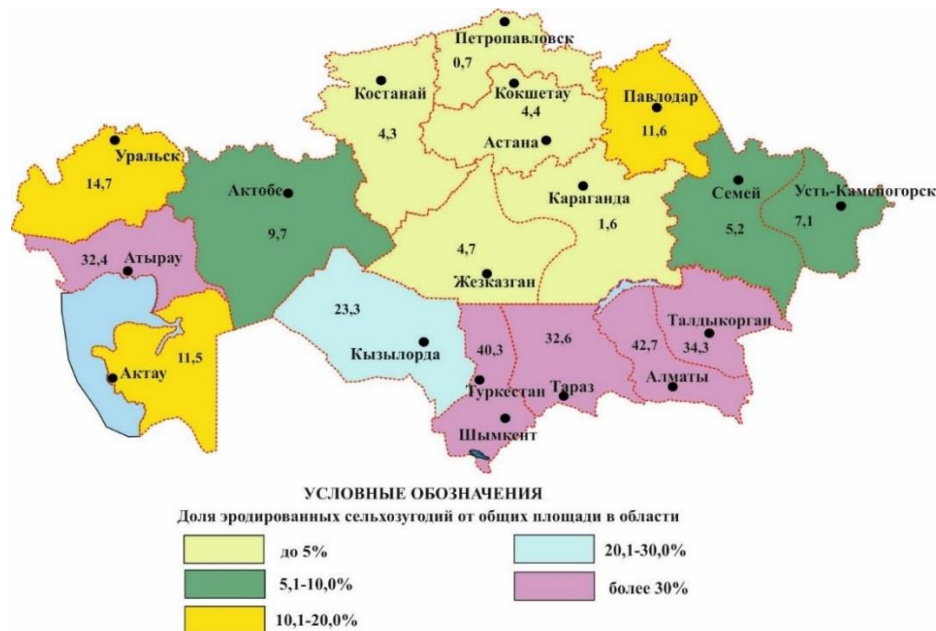 Петропавловск
0,7
Костанай
4,3
Кокшетау
4,4
Астана
Павлодар
11,6
Уральск
14,7
Актобе
9,7
Караганда
1,6
Семей
5,2
Усть-Каменогорск
7,1
32,4
Атырау
4,7
Жезказган
23,3
Кызылорда
11,5
Актау
40,3
Туркестан
32,6
Тараз
42,7
Алматы
Талдыкорган
34,3
Шымкент
УСЛОВНЫЕ ОБОЗНАЧЕНИЯ
Доля эродированных сельхозугодий от общих площади в области
до 5%
5,1-10,0%
10,1-20,0%
20,1-30,0%
более 30%